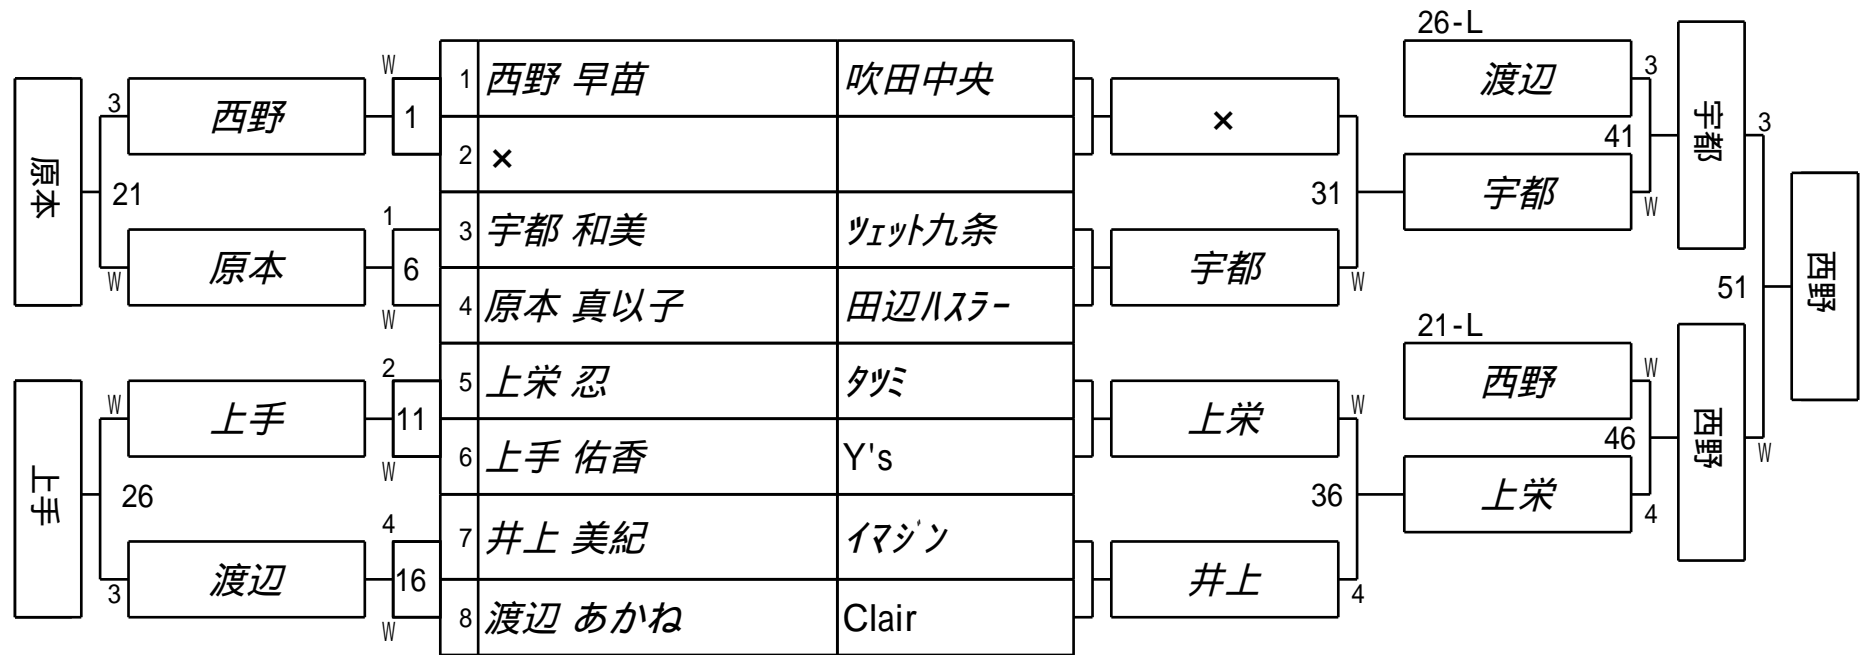 26-L
W
1 西野 早苗 吹田中央
渡辺 3
3 西野 1
×
宇都 3
2 ×
41
原本 21
31 宇都 W
1
3 宇都 和美 ツェット九条
W 原本 6
宇都 W
西野
4 原本 真以子 田辺ハスラー
51
W
21-L
2
5 上栄 忍 タツミ
西野 W
W 上手 11
上栄 W
西野 W
6 上手 佑香 Y's
46
W
上手 26
36 上栄 4
4
7 井上 美紀 イマジン
3 渡辺 16
井上 4
8 渡辺 あかね Clair
W